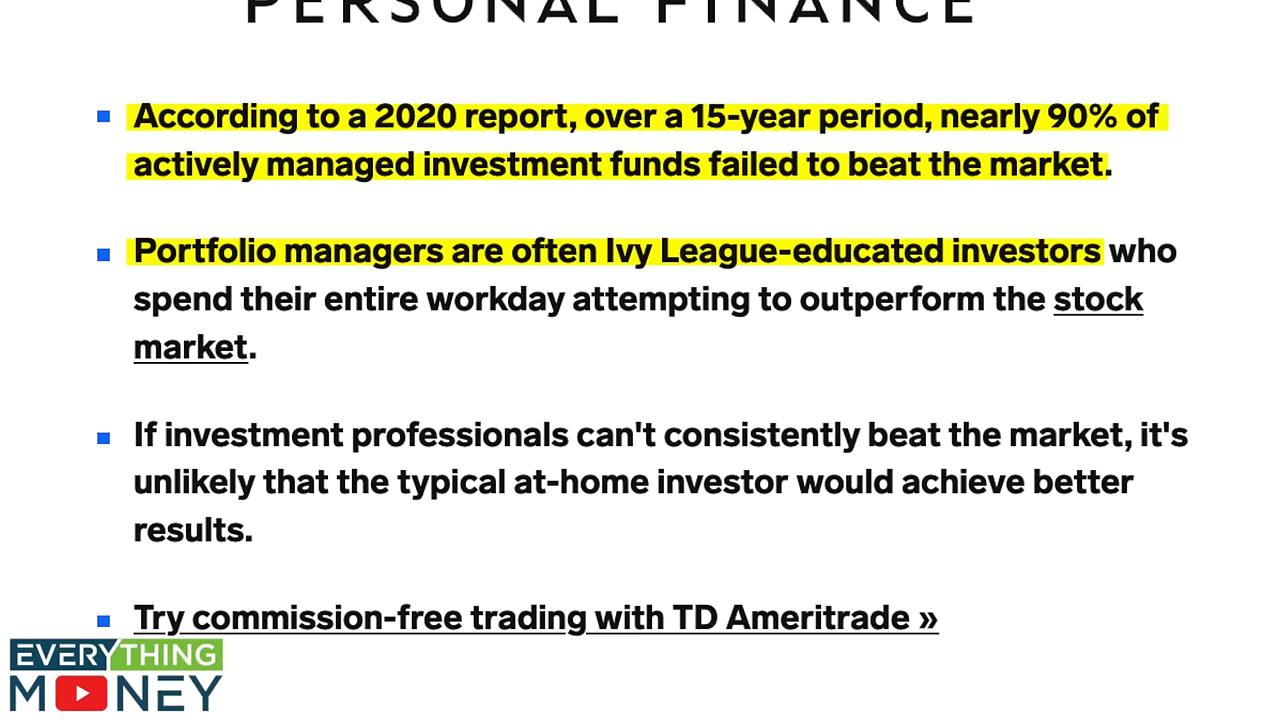 PERSONAL FINANCE
According to a 2020 report, over a 15-year period, nearly 90% of
actively managed investment funds failed to beat the market.
Portfolio managers are often Ivy League-educated investors who
spend their entire workday attempting to outperform the stock
market.
If investment professionals can't consistently beat the market, it's
unlikely that the typical at-home investor would achieve better
results.
Try commission-free trading with TD Ameritrade »
EVERYTHING
MONEY